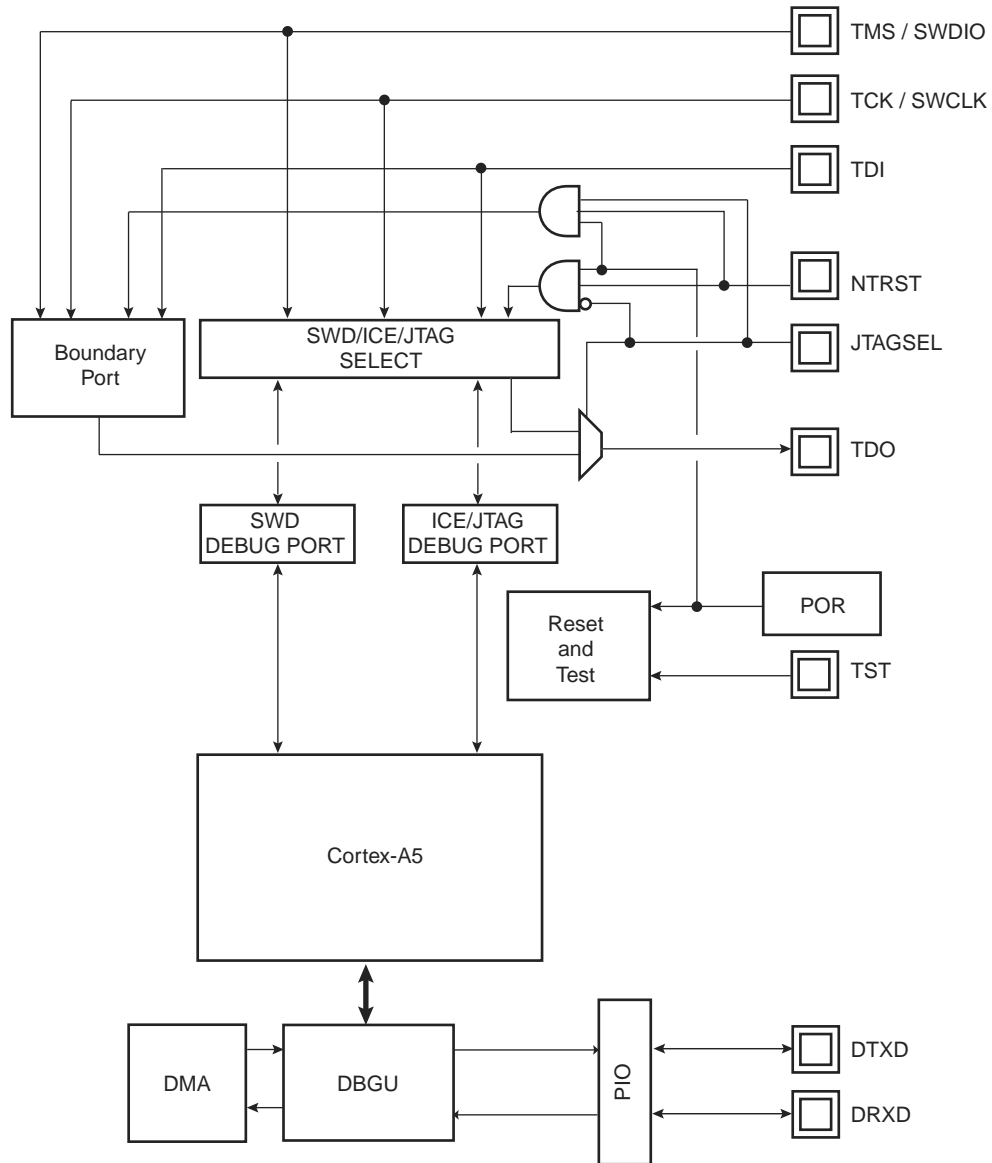 TMS / SWDIO
TCK / SWCLK
TDI
NTRST
SWD/ICE/JTAG
SELECT
JTAGSEL
Boundary
Port
TDO
SWD
DEBUG PORT
ICE/JTAG
DEBUG PORT
POR
Reset
and
Test
TST
Cortex-A5
DMA
DBGU
PIO
DTXD
DRXD